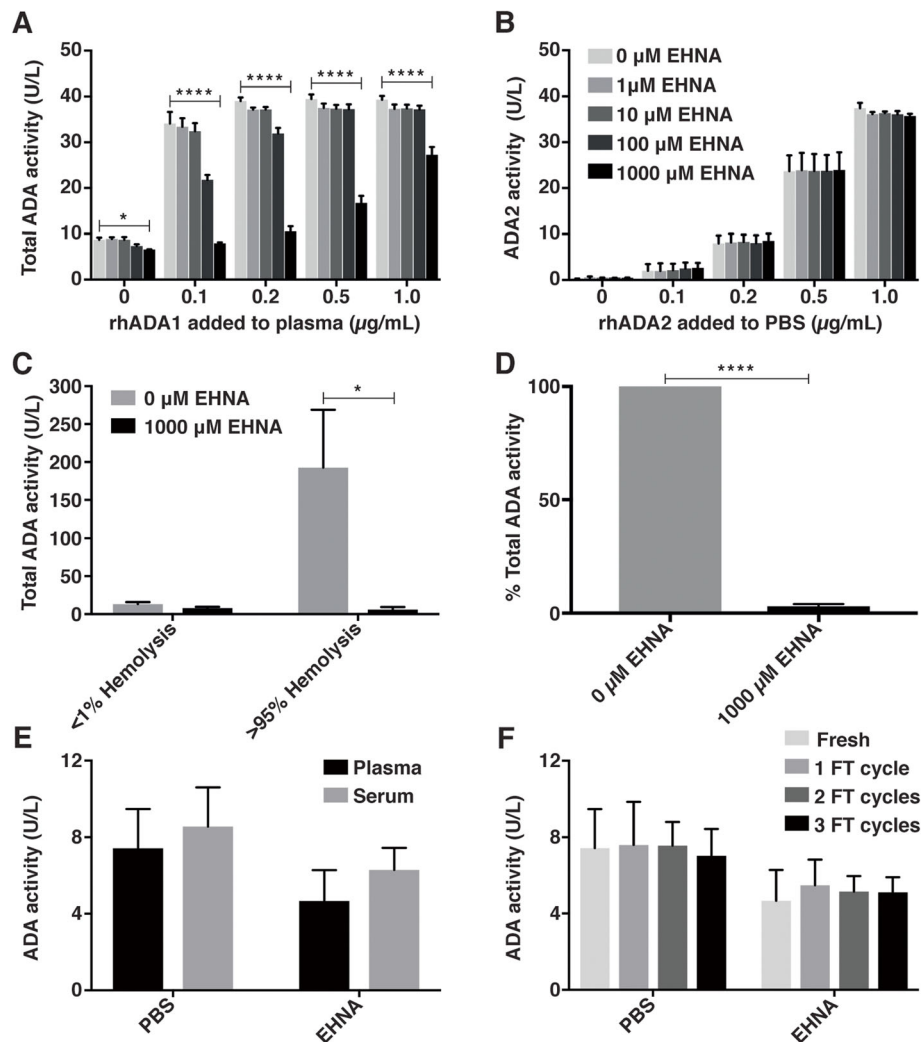 A
Total ADA activity (U/L)
50
40
30
20
10
0
*
****
****
****
****
0 0.1 0.2 0.5 1.0
rhADA1 added to plasma (µg/mL)
B
ADA2 activity (U/L)
50
40
30
20
10
0
0 µM EHNA
1µM EHNA
10 µM EHNA
100 µM EHNA
1000 µM EHNA
0 0.1 0.2 0.5 1.0
rhADA2 added to PBS (µg/mL)
C
Total ADA activity (U/L)
300
250
200
150
100
50
0
0 µM EHNA
1000 µM EHNA
*
<1% Hemolysis
>95% Hemolysis
D
% Total ADA activity
100
50
0
****
0 µM EHNA
1000 µM EHNA
E
ADA activity (U/L)
12
8
4
0
Plasma
Serum
PBS
EHNA
F
ADA activity (U/L)
12
8
4
0
Fresh
1 FT cycle
2 FT cycles
3 FT cycles
PBS
EHNA